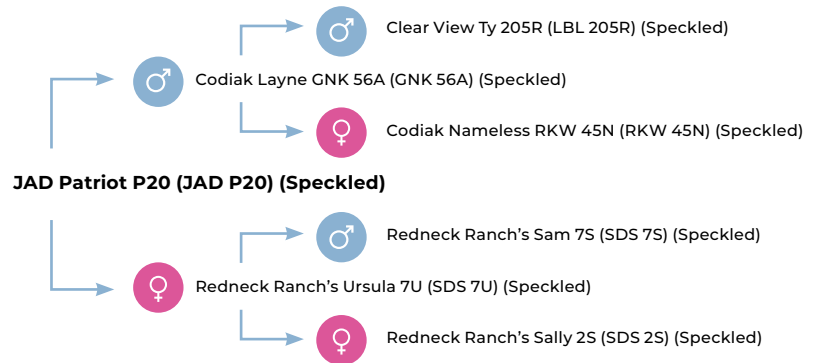 Clear View Ty 205R (LBL 205R) (Speckled)
Codiak Layne GNK 56A (GNK 56A) (Speckled)
Codiak Nameless RKW 45N (RKW 45N) (Speckled)
JAD Patriot P20 (JAD P20) (Speckled)
Redneck Ranch’s Sam 7S (SDS 7S) (Speckled)
Redneck Ranch’s Ursula 7U (SDS 7U) (Speckled)
Redneck Ranch’s Sally 2S (SDS 2S) (Speckled)